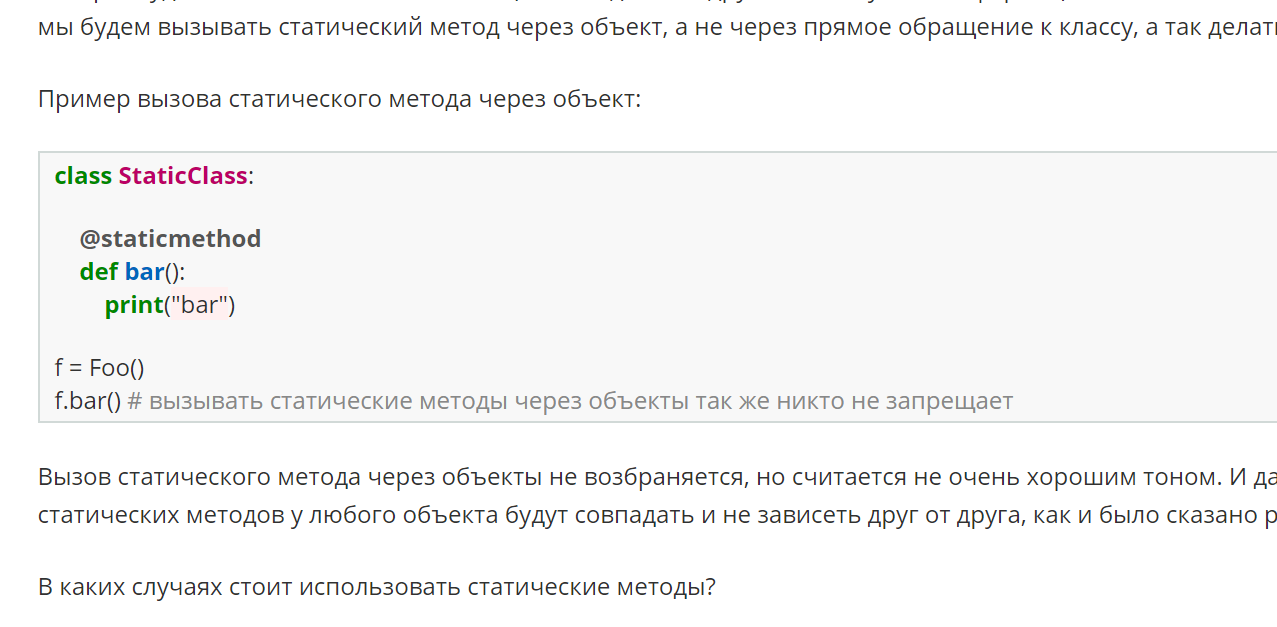 мы будем вызывать статический метод через объект, а не через прямое обращение к классу, а так
Пример вызова статического метода через объект:
class StaticClass:
@staticmethod
def bar():
print("bar")
f = Foo()
f.bar() # вызывать статические методы через объекты так же никто не запрещает
Вызов статического метода через объекты не возбраняется, но считается не очень хорошим тоном. И
статических методов у любого объекта будут совпадать и не зависеть друг от друга, как и было сказано
В каких случаях стоит использовать статические методы?